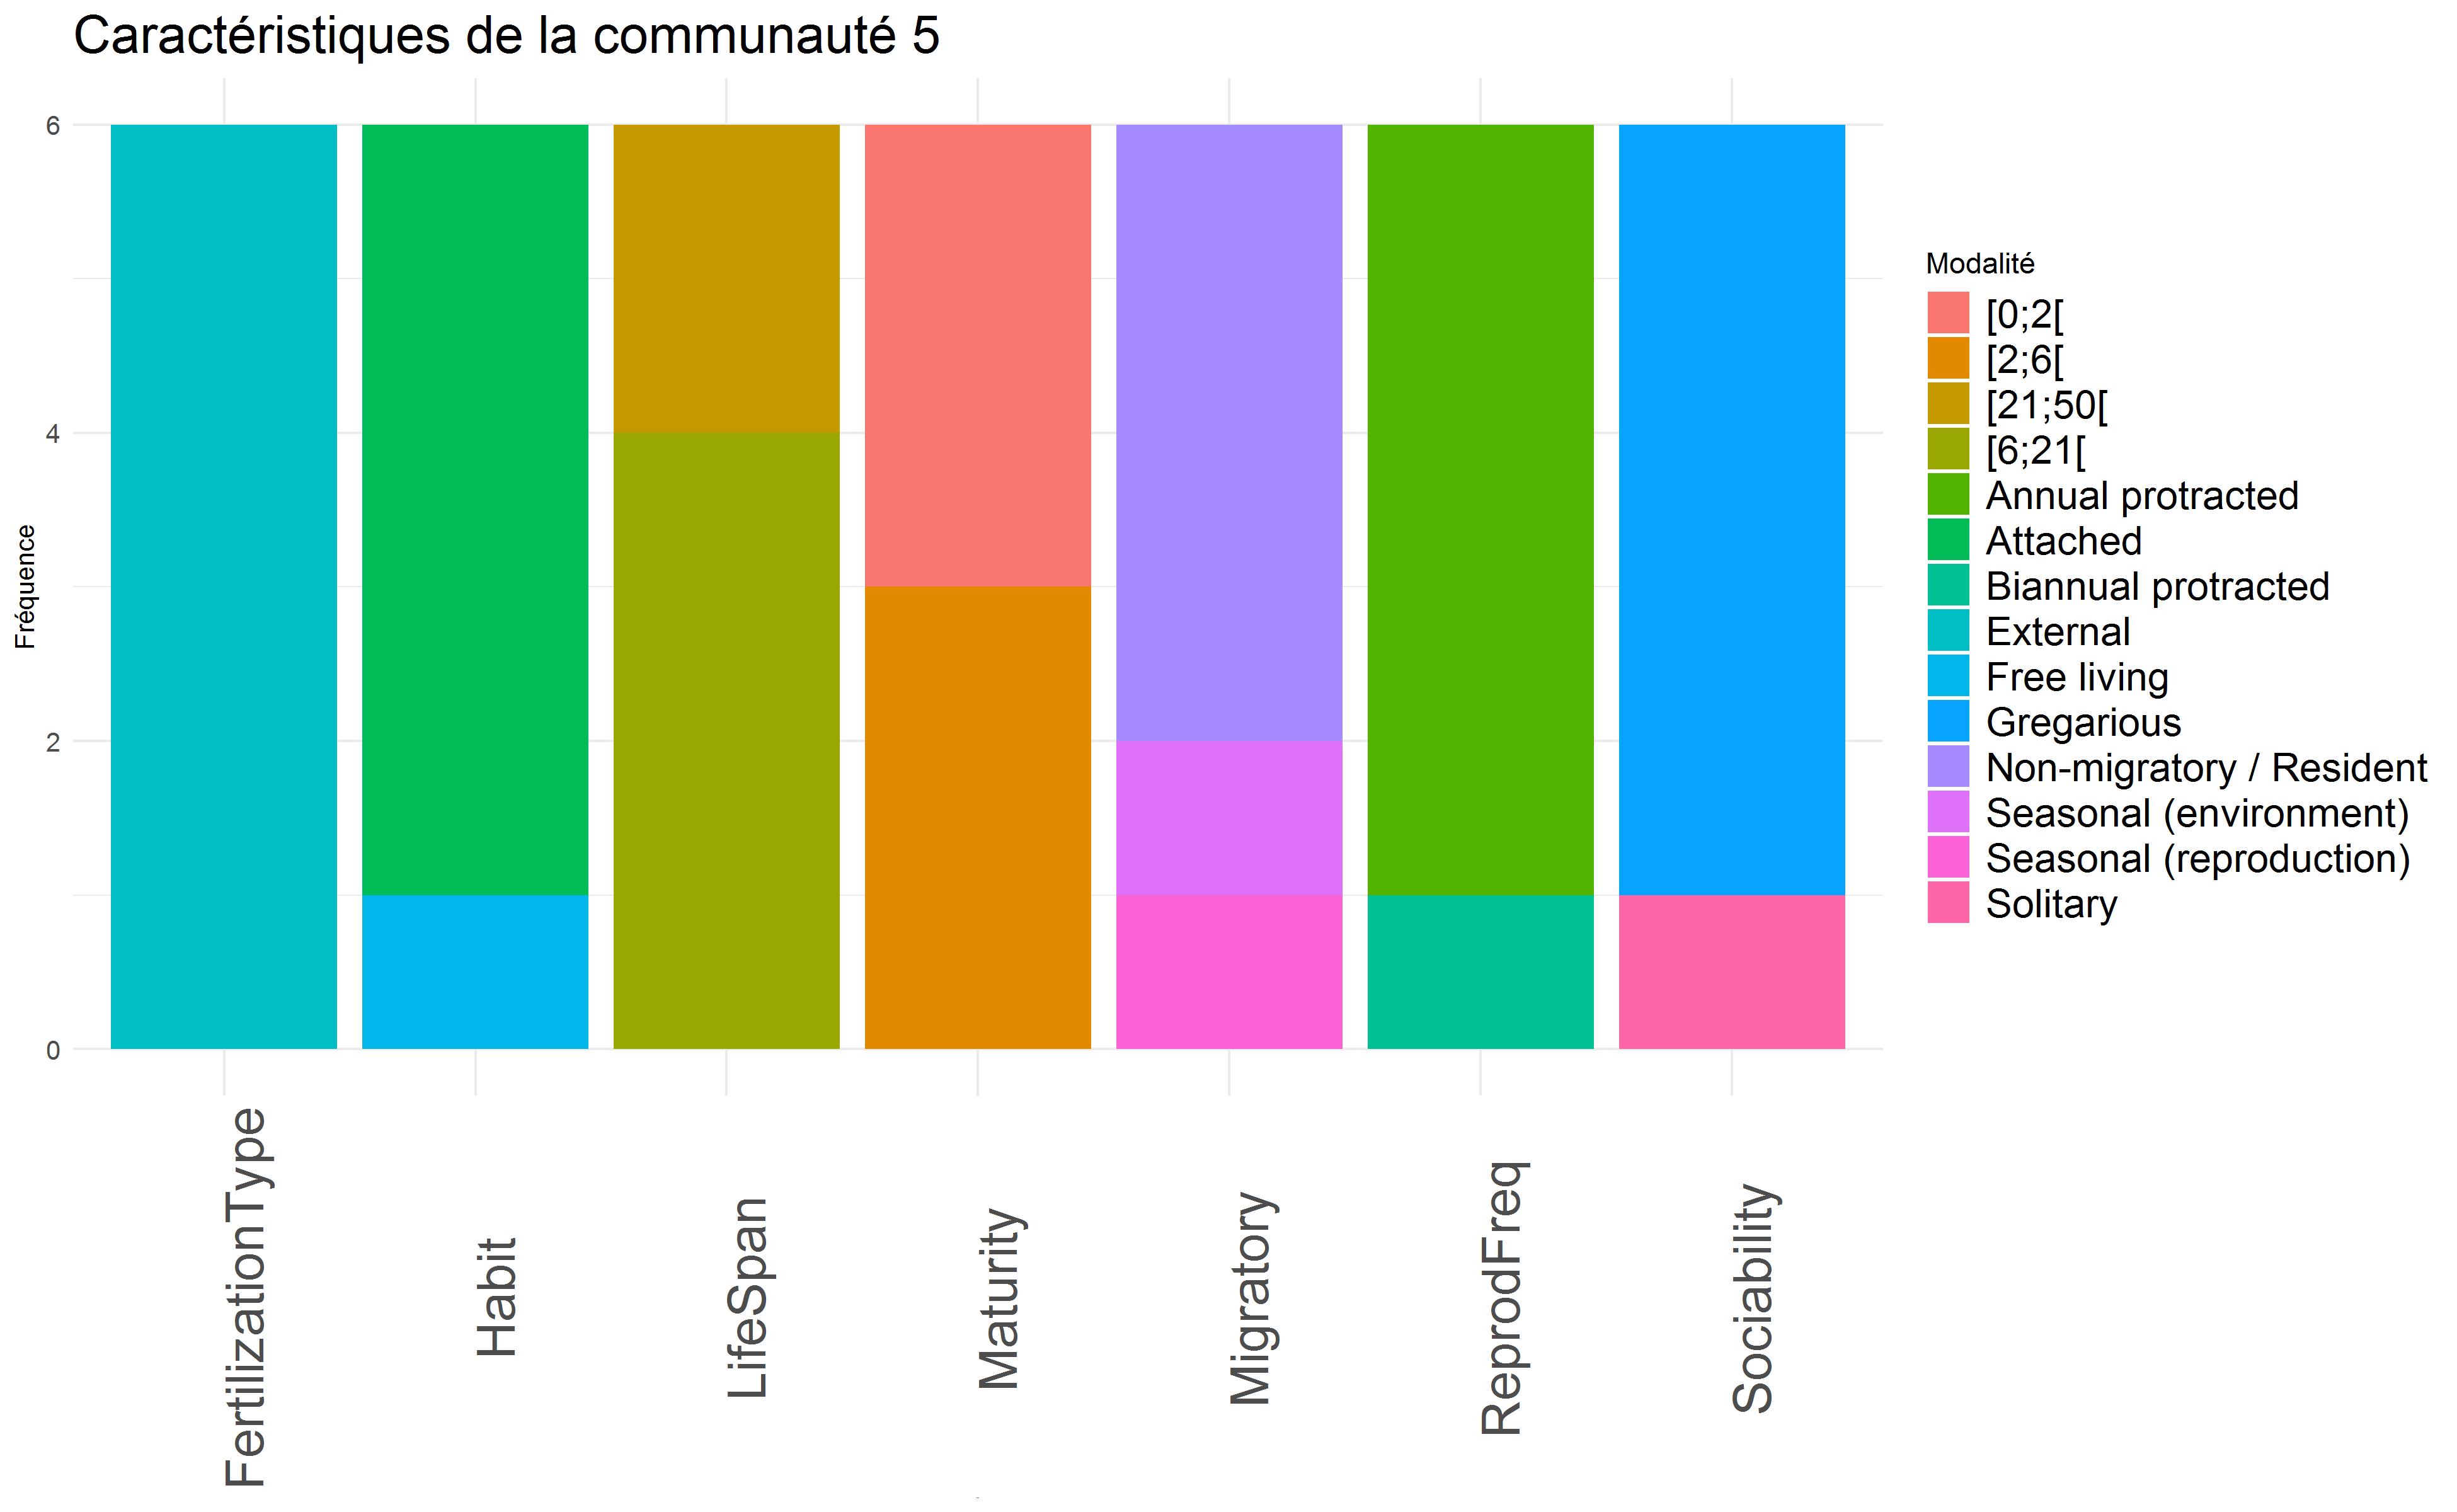 Caractéristiques de la communauté 5
6
4
2
0
Fréquence
FertilizationType
Habit
LifeSpan
Maturity
Migratory
ReprodFreq
Sociability
Modalité
[0;2[
[2;6[
[21;50[
[6;21[
Annual protracted
Attached
Biannual protracted
External
Free living
Gregarious
Non-migratory / Resident
Seasonal (environment)
Seasonal (reproduction)
Solitary